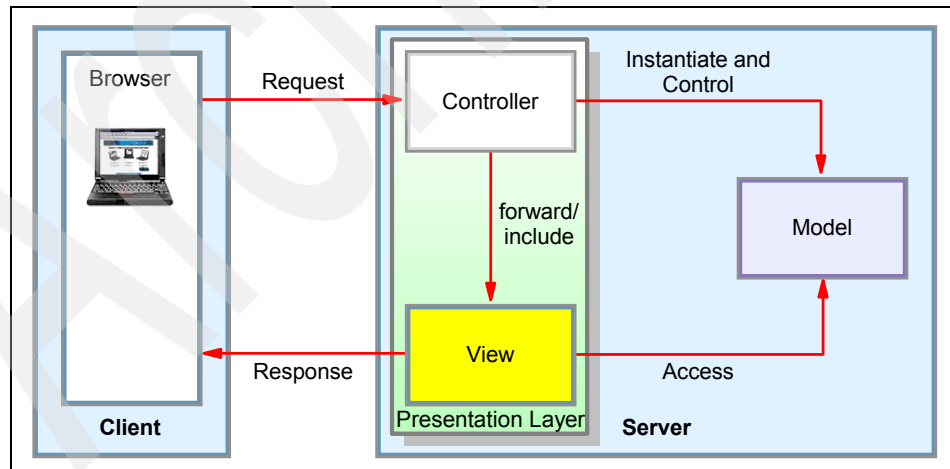 Browser
Request
Controller
Instantiate and
Control
forward/
include
Model
View
Response
Access
Presentation Layer
Client
Server